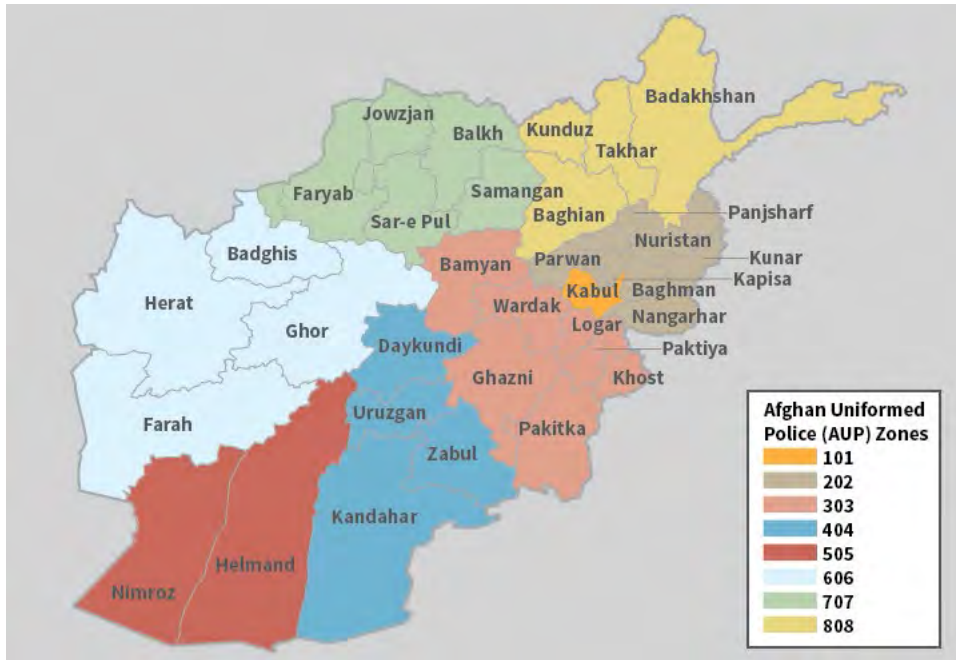 Badakhshan
Jowzjan
Kunduz
Balkh
Takhar
Faryab
Samangan
Baghian
Sar-e Pul
Panjsharf
Nuristan
Badghis
Parwan
Kunar
Bamyan
Kapisa
Herat
Kabul
Baghman
Wardak
Nangarhar
Ghor
Logar
Daykundi
Paktiya
Ghazni
Khost
Uruzgan
Farah
Pakitka
Zabul
Kandahar
Helmand
Nimroz
Afghan Uniformed
Police (AUP) Zones
101
202
303
404
505
606
707
808